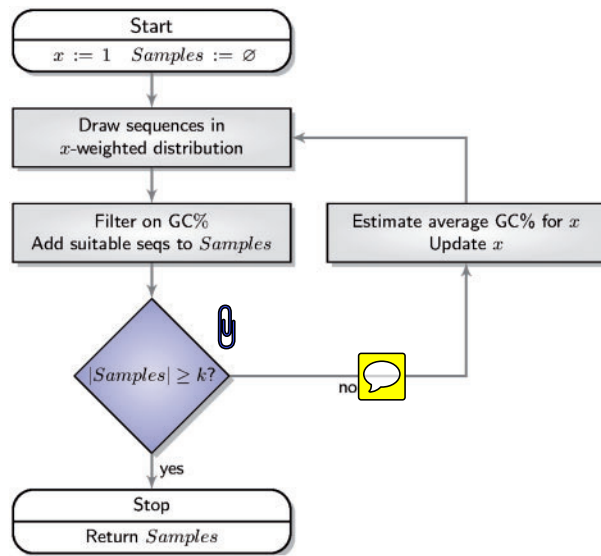 Start
x := 1 Samples := ∅
Draw sequences in
x-weighted distribution
Filter on GC%
Add suitable seqs to Samples
Estimate average GC% for x
Update x
|Samples| ≥ k?
no
yes
Stop
Return Samples